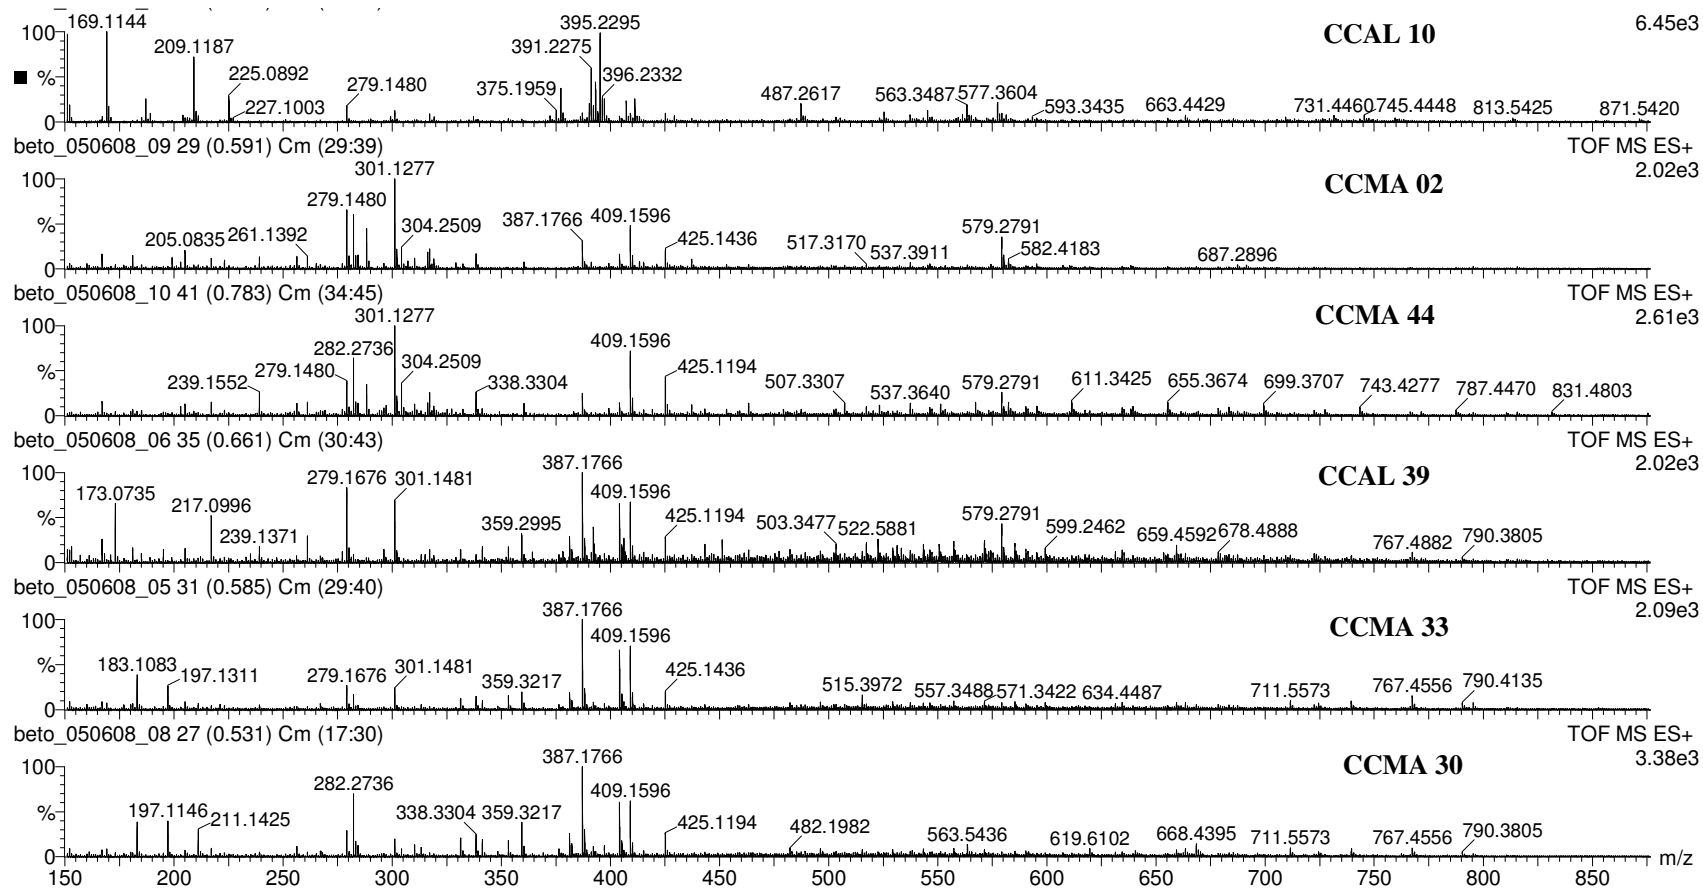 169.1144 395.2295 CCAL 10 6.45e3
100 209.1187 391.2275
% 225.0892 279.1480 375.1959 396.2332 487.2617 563.3487 577.3604
227.1003 593.3435 663.4429 731.4460 745.4448 813.5425 871.5420
0
beto_050608_09 29 (0.591) Cm (29:39) TOF MS ES+
301.1277 CCMA 02 2.02e3
100 279.1480
% 205.0835 261.1392 304.2509 387.1766 409.1596 425.1436 517.3170 537.3911 579.2791 582.4183 687.2896
0
beto_050608_10 41 (0.783) Cm (34:45) TOF MS ES+
301.1277 CCMA 44 2.61e3
100 282.2736 409.1596
% 239.1552 279.1480 304.2509 338.3304 425.1194 507.3307 537.3640 579.2791 611.3425 655.3674 699.3707 743.4277 787.4470 831.4803
0
beto_050608_06 35 (0.661) Cm (30:43) TOF MS ES+
387.1766 CCAL 39 2.02e3
100 173.0735 279.1676 301.1481 409.1596
% 217.0996 239.1371 359.2995 425.1194 503.3477 522.5881 579.2791 599.2462 659.4592 678.4888 767.4882 790.3805
0
beto_050608_05 31 (0.585) Cm (29:40) TOF MS ES+
387.1766 CCMA 33 2.09e3
100 409.1596
% 183.1083 197.1311 279.1676 301.1481 359.3217 425.1436 515.3972 557.3488 571.3422 634.4487 711.5573 767.4556 790.4135
0
beto_050608_08 27 (0.531) Cm (17:30) TOF MS ES+
387.1766 CCMA 30 3.38e3
100 282.2736 409.1596
% 197.1146 211.1425 338.3304 359.3217 425.1194 482.1982 563.5436 619.6102 668.4395 711.5573 767.4556 790.3805
0 m/z
150 200 250 300 350 400 450 500 550 600 650 700 750 800 850